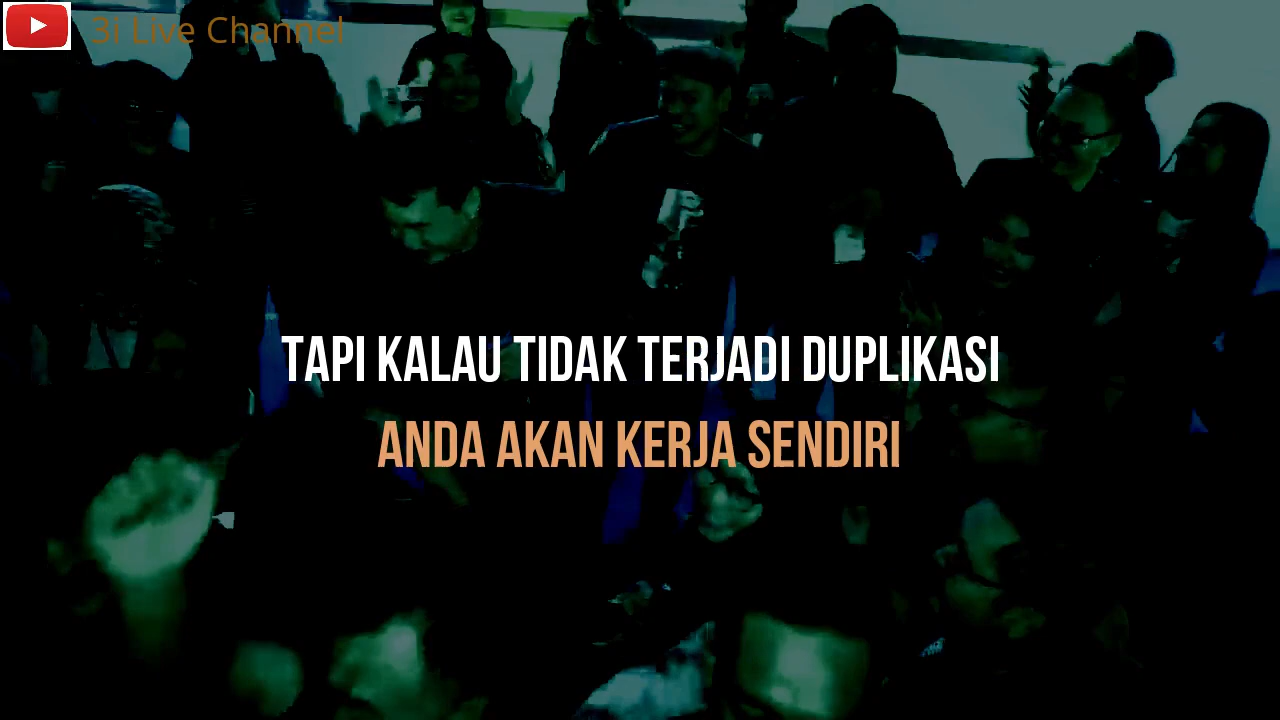 3i Live Channel
TAPI KALAU TIDAK TERJADI DUPLIKASI
ANDA AKAN KERJA SENDIRI